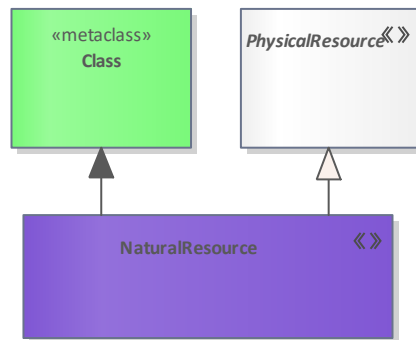 «metaclass»
Class
PhysicalResource «»
NaturalResource «»